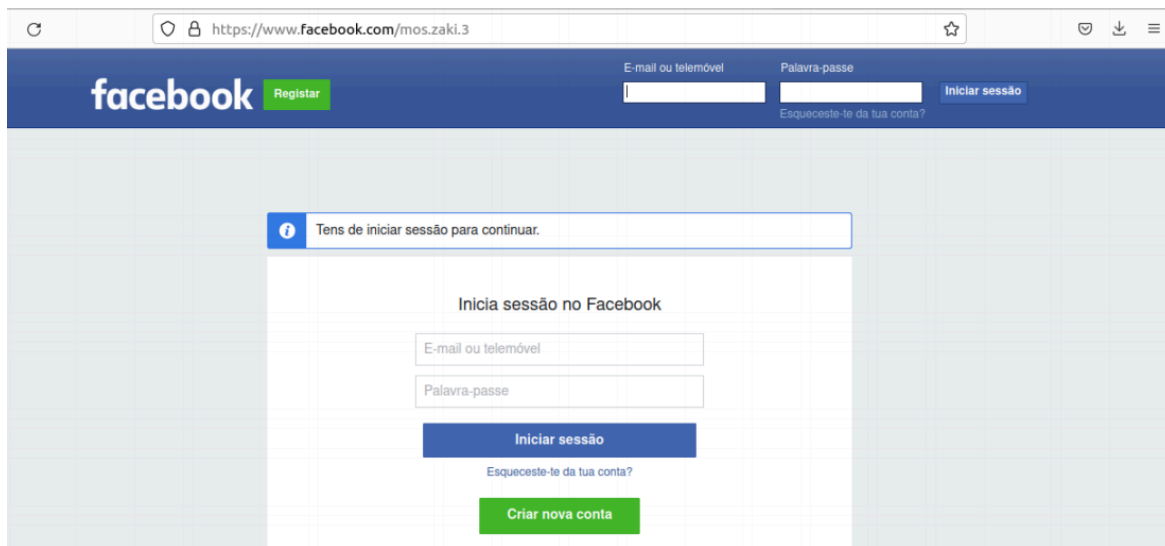 https://www.facebook.com/mos.zaki.3
E-mail ou telemóvel Palavra-passe
facebook Registar Iniciar sessão
Esqueceste-te da tua conta?
Tens de iniciar sessão para continuar.
Inicia sessão no Facebook
E-mail ou telemóvel
Palavra-passe
Iniciar sessão
Esqueceste-te da tua conta?
Criar nova conta